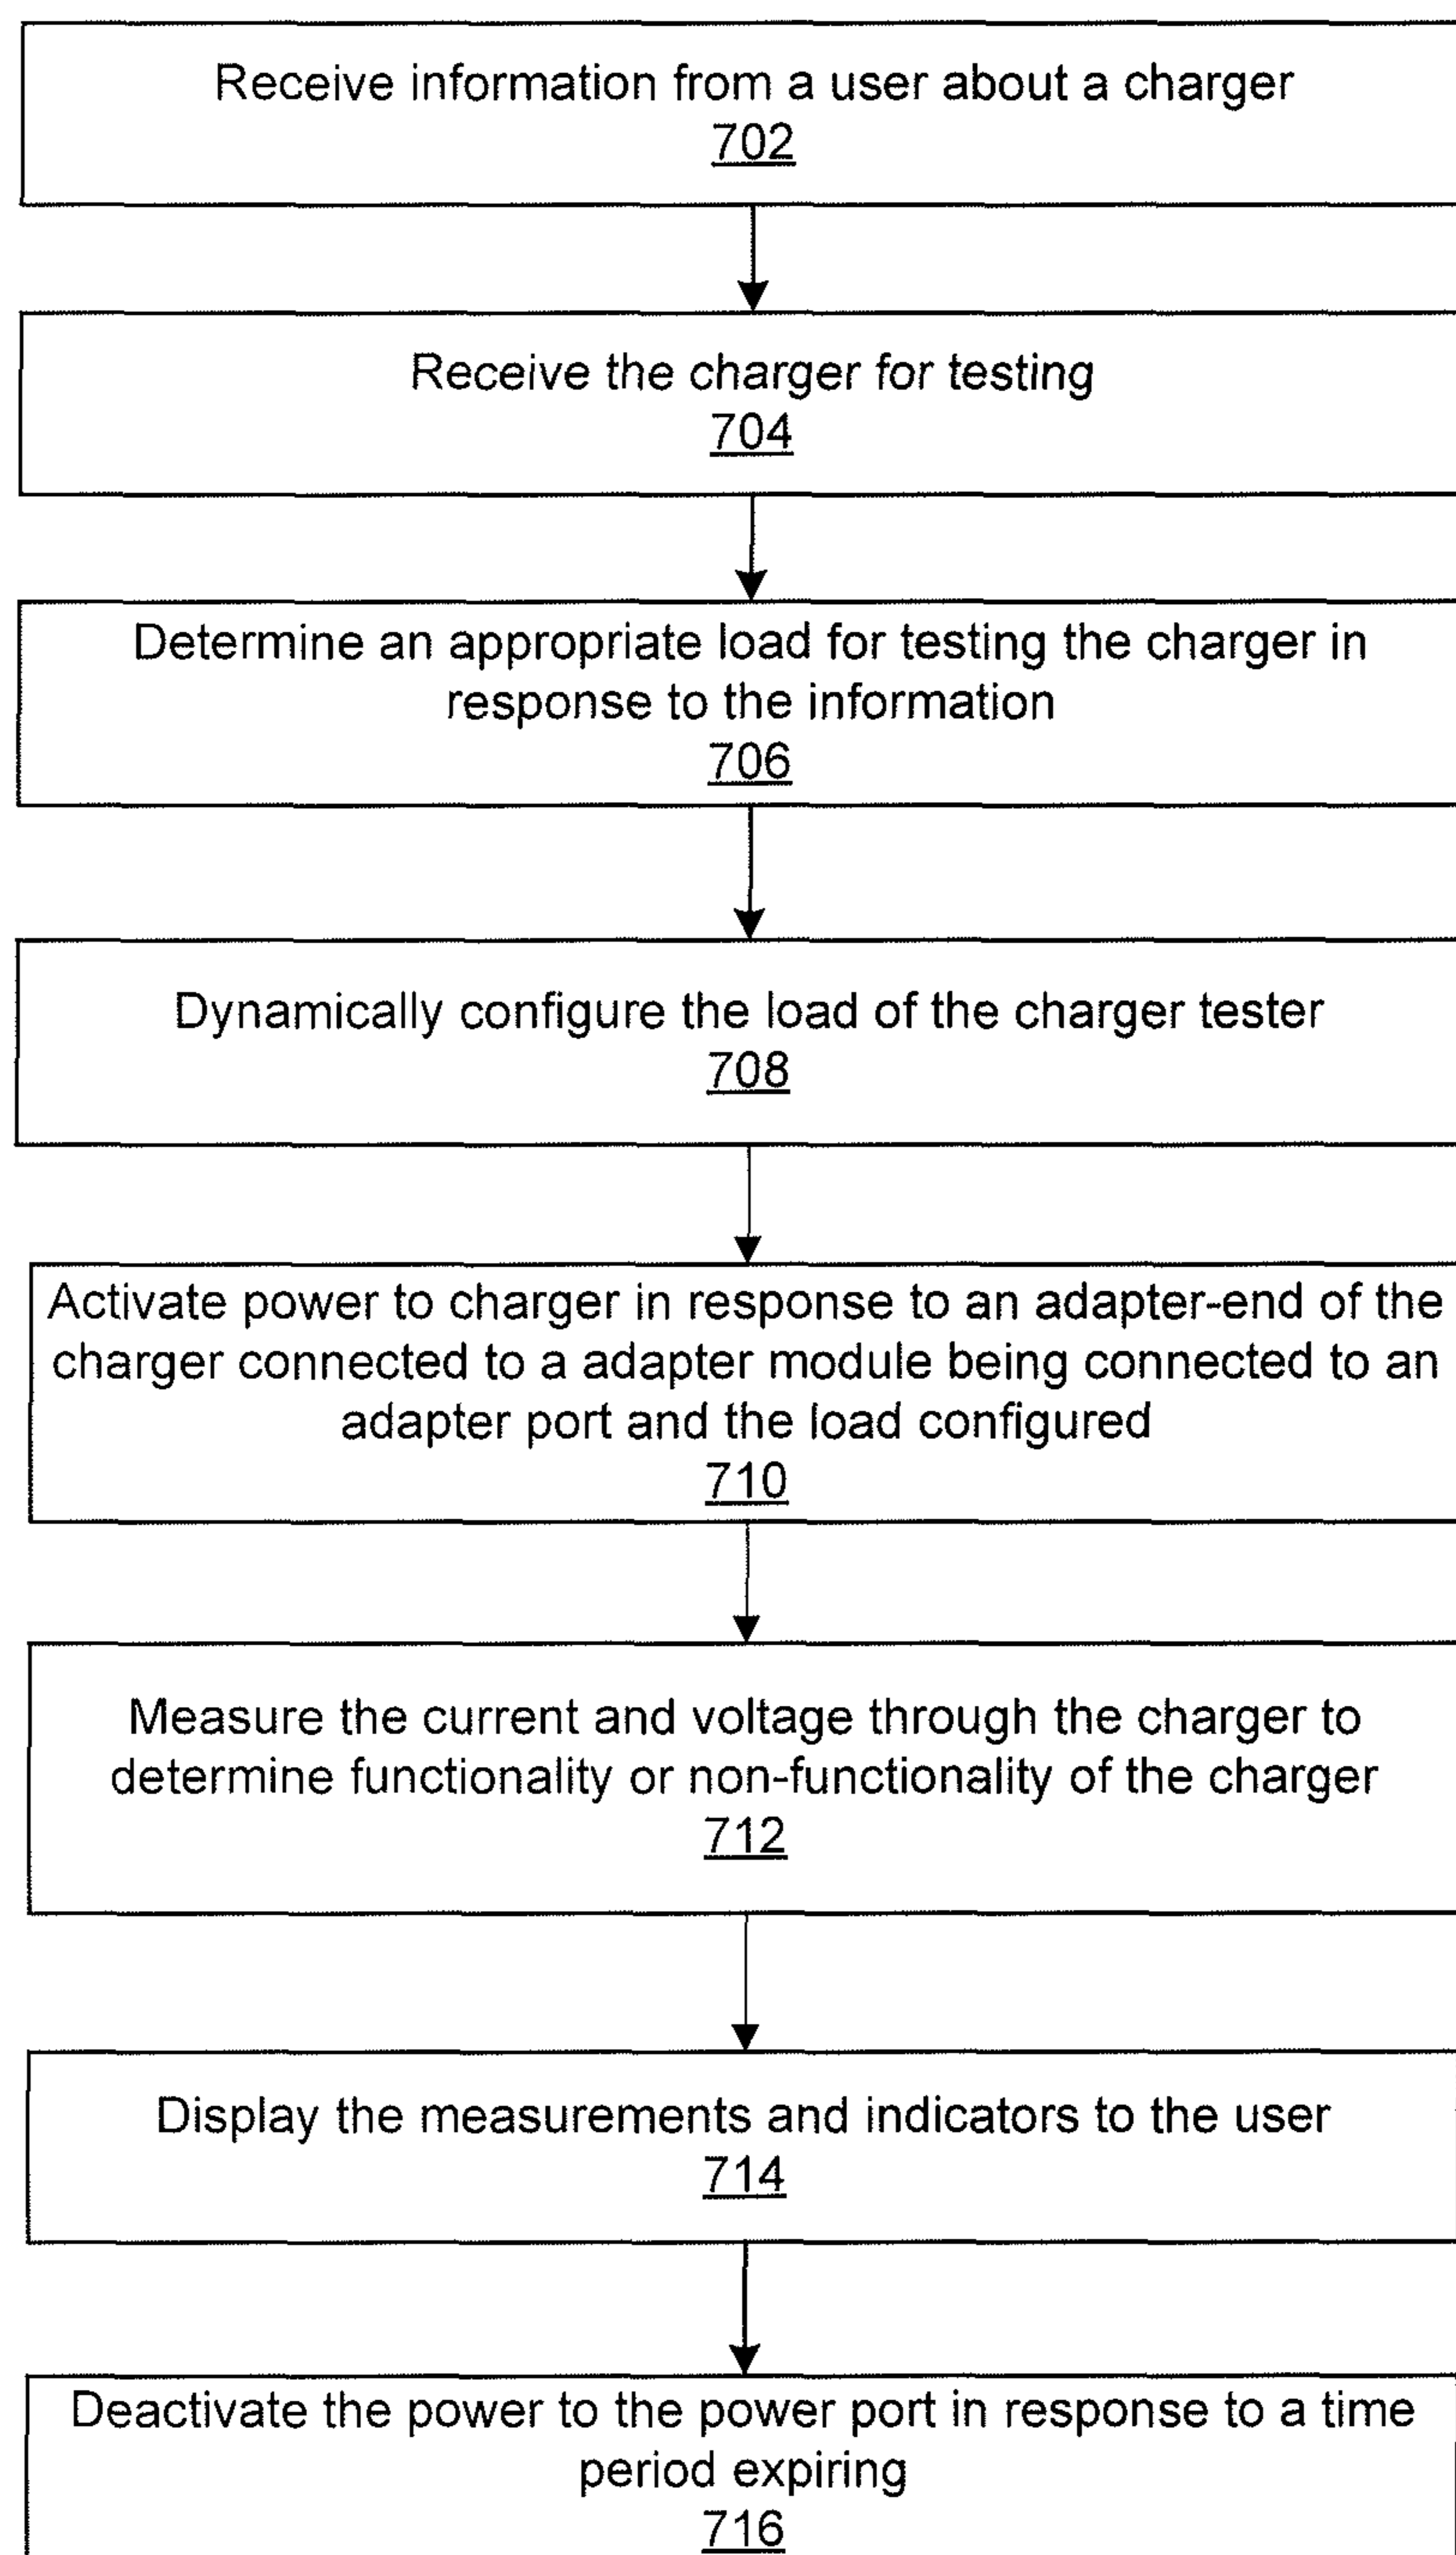 Receive information from a user about a charger
702
Receive the charger for testing
704
Determine an appropriate load for testing the charger in
response to the information
706
Dynamically configure the load of the charger tester
708
Activate power to charger in response to an adapter-end of the
charger connected to a adapter module being connected to an
adapter port and the load configured
710
Measure the current and voltage through the charger to
determine functionality or non-functionality of the charger
712
Display the measurements and indicators to the user
714
Deactivate the power to the power port in response to a time
period expiring
716